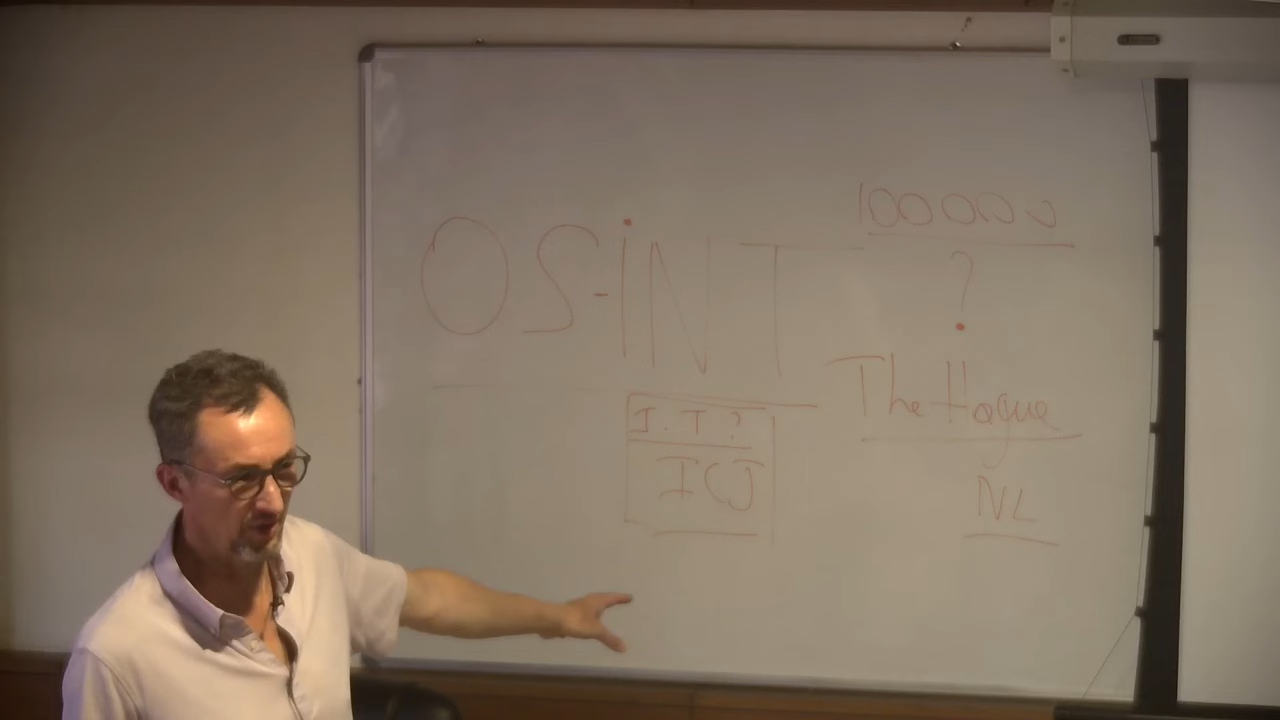 OS-iNT
I.T?
ICJ
100000
?
The Hague
NL